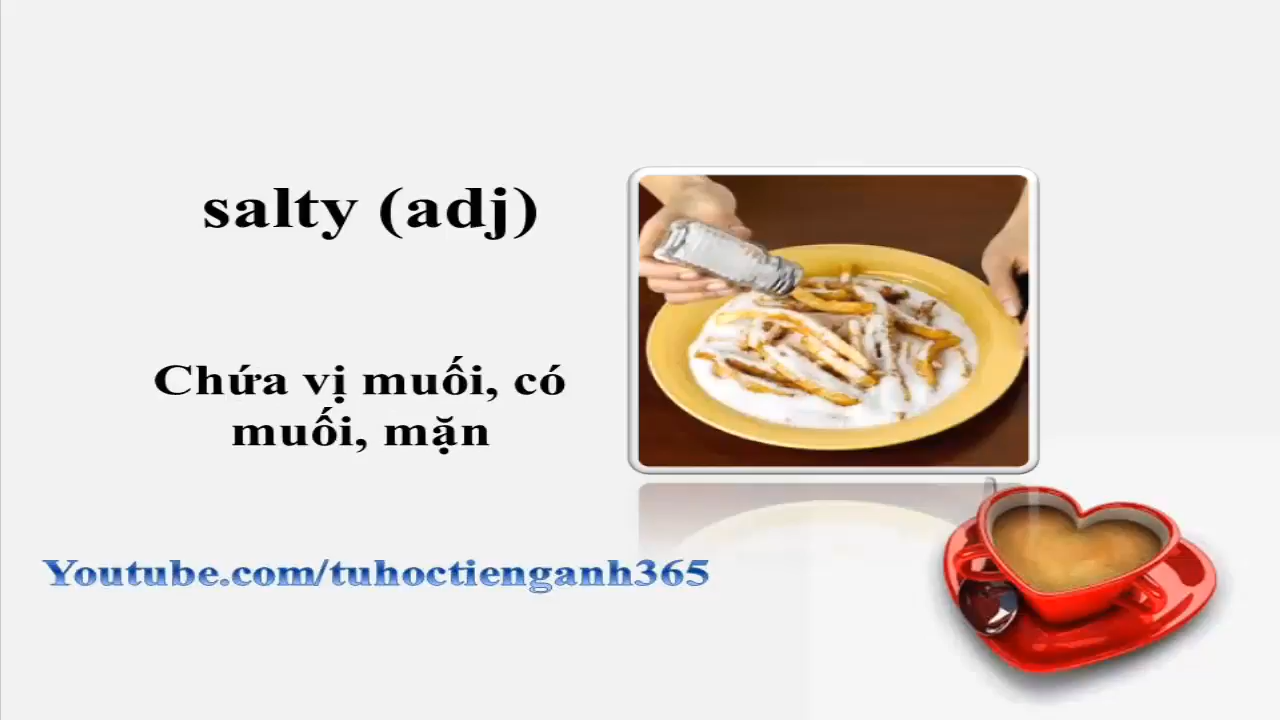 salty (adj)
Chứa vị muối, có
muối, mặn
Youtube.com/tuhoctienganh365